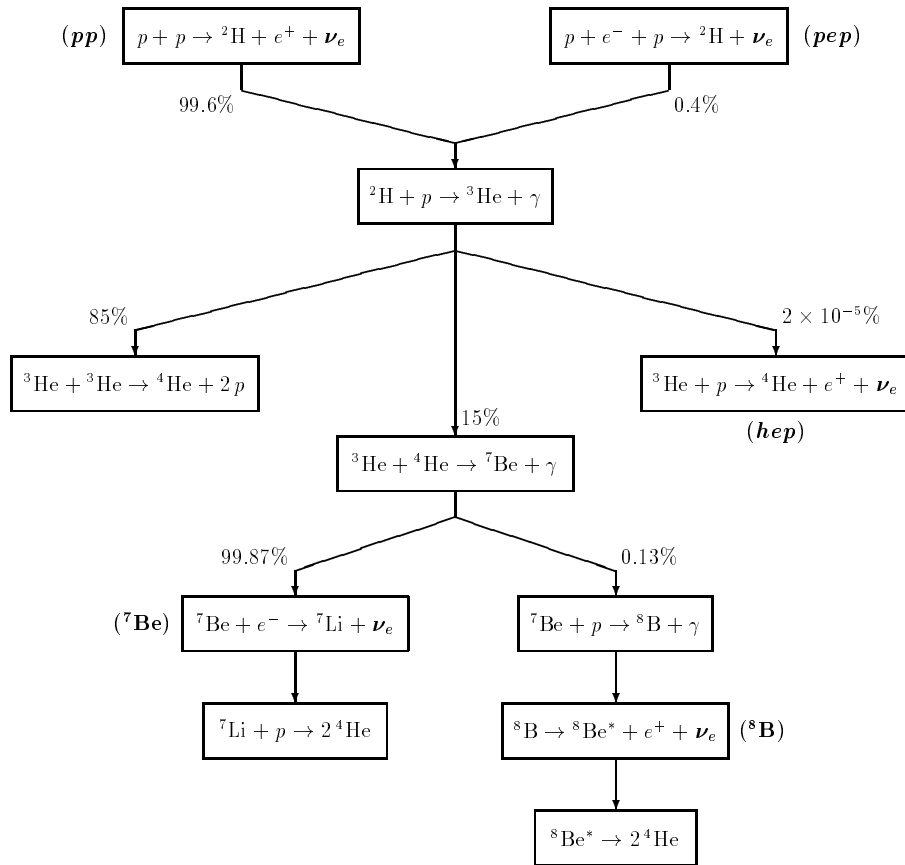 (pp) p + p → ²H + e⁺ + νₑ p + e⁻ + p → ²H + νₑ (pep)
99.6% 0.4%
²H + p → ³He + γ
85% 2 × 10⁻⁵%
³He + ³He → ⁴He + 2 p ³He + p → ⁴He + e⁺ + νₑ
(hep)
15%
³He + ⁴He → ⁷Be + γ
99.87% 0.13%
(⁷Be) ⁷Be + e⁻ → ⁷Li + νₑ ⁷Be + p → ⁸B + γ
⁷Li + p → 2 ⁴He ⁸B → ⁸Be* + e⁺ + νₑ (⁸B)
⁸Be* → 2 ⁴He